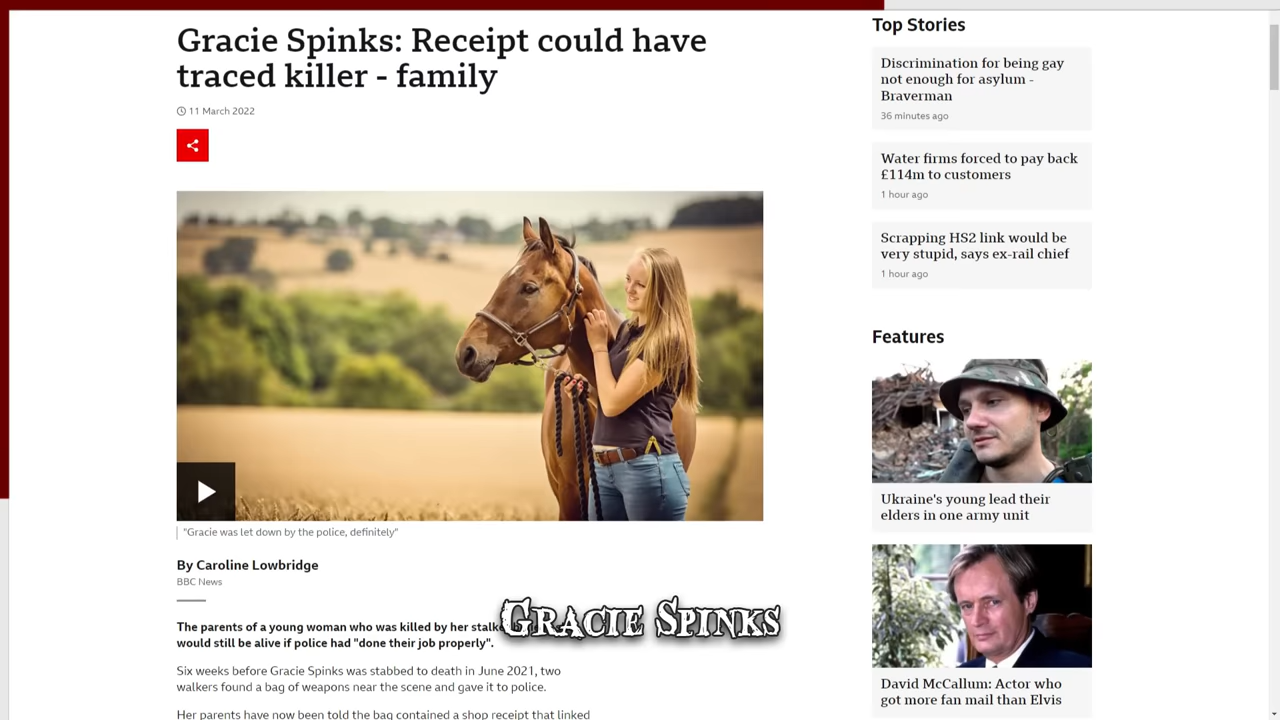 Gracie Spinks: Receipt could have
traced killer - family
11 March 2022
"Gracie was let down by the police, definitely"
By Caroline Lowbridge
BBC News
The parents of a young woman who was killed by her
would still be alive if police had "done their job properly".
Gracie Spinks
Six weeks before Gracie Spinks was stabbed to death in June 2021, two
walkers found a bag of weapons near the scene and gave it to police.
Her parents have now been told the bag contained a shop receipt that linked
Top Stories
Discrimination for being gay
not enough for asylum -
Braverman
36 minutes ago
Water firms forced to pay back
£114m to customers
1 hour ago
Scrapping HS2 link would be
very stupid, says ex-rail chief
1 hour ago
Features
Ukraine's young lead their
elders in one army unit
David McCallum: Actor who
got more fan mail than Elvis